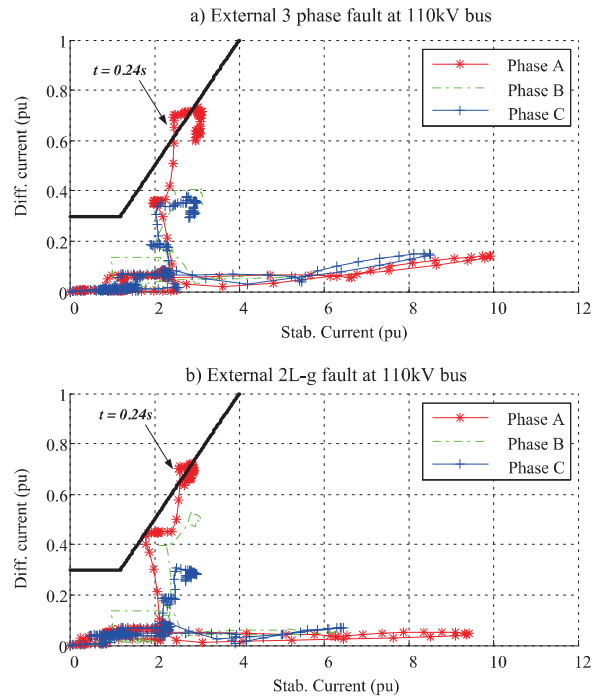 a) External 3 phase fault at 110kV bus
t = 0.24s
Phase A
Phase B
Phase C
Diff. current (pu)
1
0.8
0.6
0.4
0.2
0
0 2 4 6 8 10 12
Stab. Current (pu)
b) External 2L-g fault at 110kV bus
t = 0.24s
Phase A
Phase B
Phase C
Diff. current (pu)
1
0.8
0.6
0.4
0.2
0
0 2 4 6 8 10 12
Stab. Current (pu)